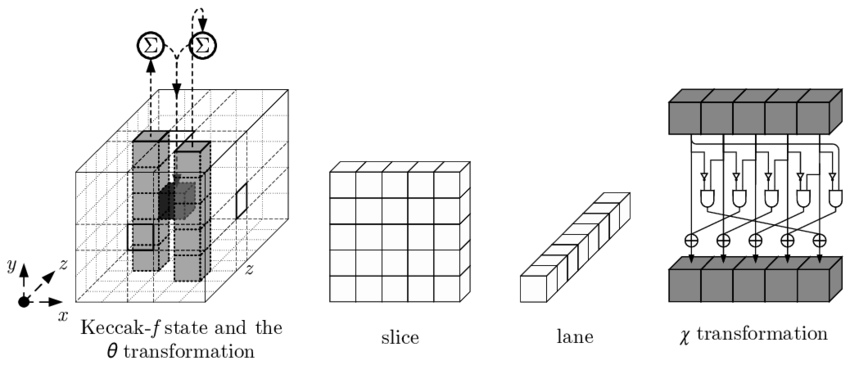 Σ Σ
y
z
x
z
Keccak-f state and the
θ transformation
slice
lane
χ transformation